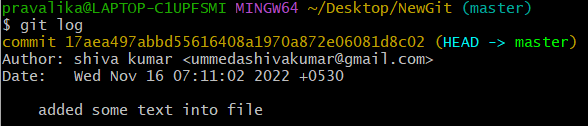 pravalika@LAPTOP-C1UPFSMI MINGW64 ~/Desktop/NewGit (master)
$ git log
commit 17aea497abbd55616408a1970a872e06081d8c02 (HEAD -> master)
Author: shiva kumar <ummedashivakumar@gmail.com>
Date:   Wed Nov 16 07:11:02 2022 +0530
    added some text into file